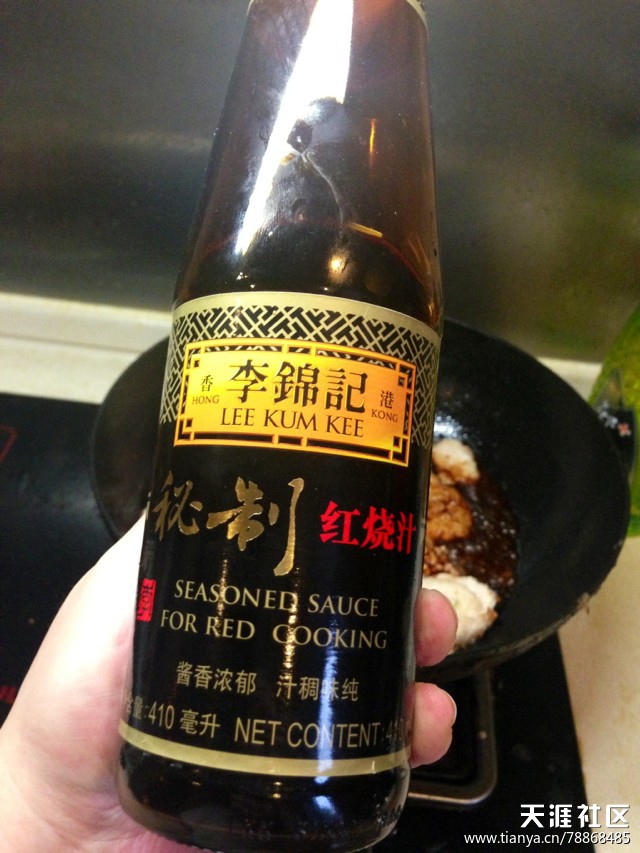 香 李錦記 港
HONG LEE KUM KEE KONG
秘制 红烧汁
SEASONED SAUCE
FOR RED COOKING
酱香浓郁 汁稠味纯
量:410 毫升 NET CONTENT:
天涯社区
www.tianya.cn/78868485